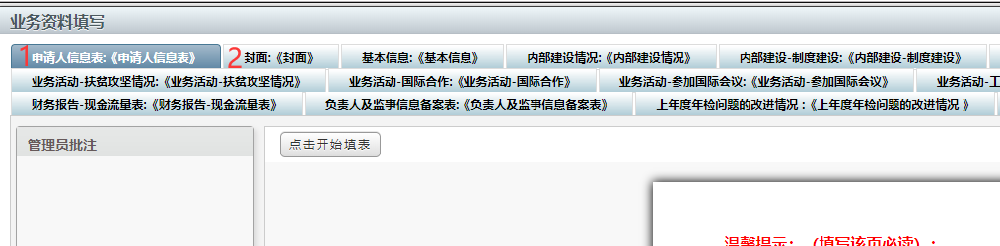 业务资料填写
1 申请人信息表:《申请人信息表》 2 封面:《封面》 基本信息:《基本信息》 内部建设情况:《内部建设情况》 内部建设-制度建设:《内部建设-制度建设》
业务活动-扶贫攻坚情况:《业务活动-扶贫攻坚情况》 业务活动-国际合作:《业务活动-国际合作》 业务活动-参加国际会议:《业务活动-参加国际会议》 业务活动-工
财务报告-现金流量表:《财务报告-现金流量表》 负责人及监事信息备案表:《负责人及监事信息备案表》 上年度年检问题的改进情况 :《上年度年检问题的改进情况 》
管理员批注
点击开始填表
温馨提示：（填写该页必读）：